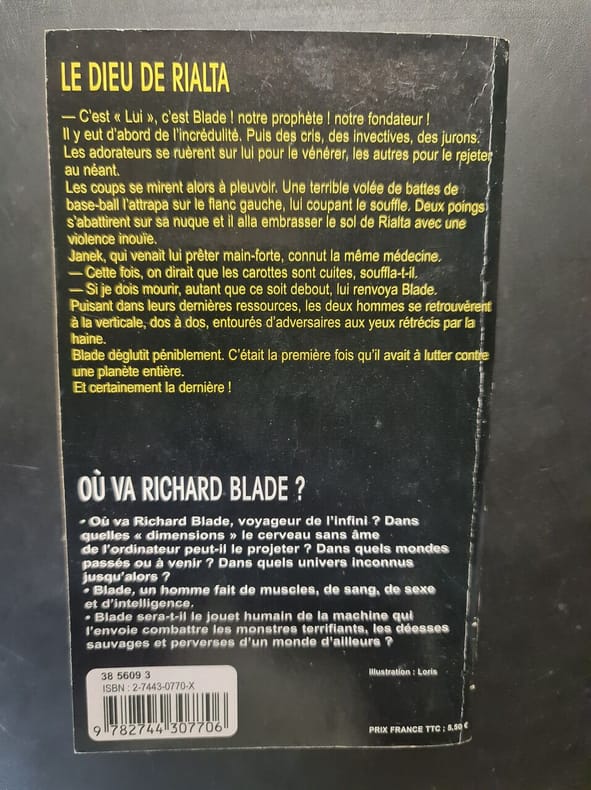 LE DIEU DE RIALTA
— C'est « Lui », c'est Blade ! notre prophète ! notre fondateur !
Il y eut d'abord de l'incrédulité. Puis des cris, des invectives, des jurons.
Les adorateurs se ruèrent sur lui pour le vénérer, les autres pour le rejeter
au néant.
Les coups se mirent alors à pleuvoir. Une terrible volée de battes de
base-ball l'attrapa sur le flanc gauche, lui coupant le souffle. Deux poings
s'abattirent sur sa nuque et il alla embrasser le sol de Rialta avec une
violence inouïe.
Janek, qui venait lui prêter main-forte, connut la même médecine.
— Cette fois, on dirait que les carottes sont cuites, souffla-t-il.
— Si je dois mourir, autant que ce soit debout, lui renvoya Blade.
Puisant dans leurs dernières ressources, les deux hommes se retrouvèrent
à la verticale, dos à dos, entourés d'adversaires aux yeux rétrécis par la
haine.
Blade déglutit péniblement. C'était la première fois qu'il avait à lutter contre
une planète entière.
Et certainement la dernière !
OÙ VA RICHARD BLADE ?
• Où va Richard Blade, voyageur de l'infini ? Dans
quelles « dimensions » le cerveau sans âme
de l'ordinateur peut-il le projeter ? Dans quels mondes
passés ou à venir ? Dans quels univers inconnus
jusqu'alors ?
• Blade, un homme fait de muscles, de sang, de sexe
et d'intelligence.
• Blade sera-t-il le jouet humain de la machine qui
l'envoie combattre les monstres terrifiants, les déesses
sauvages et perverses d'un monde d'ailleurs ?
Illustration : Loris
38 5609 3
ISBN : 2-7443-0770-X
9 782744 307706
PRIX FRANCE TTC : 5,50 €